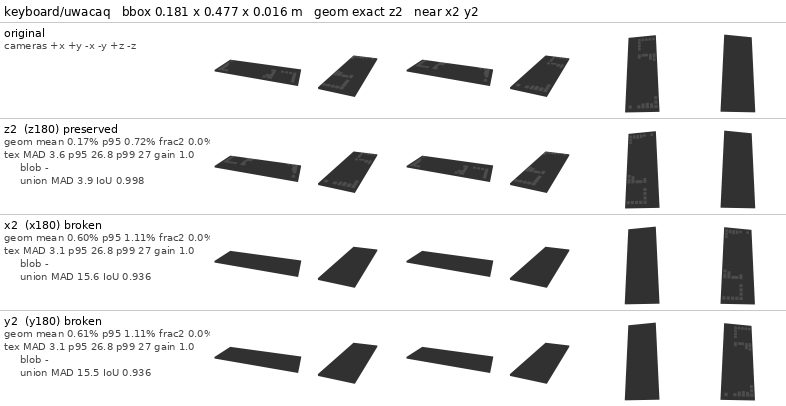 keyboard/uwacaq   bbox 0.181 x 0.477 x 0.016 m   geom exact z2   near x2 y2
original
cameras +x +y -x -y +z -z
z2  (z180) preserved
geom mean 0.17% p95 0.72% frac2 0.0%
tex MAD 3.6 p95 26.8 p99 27 gain 1.0
blob -
union MAD 3.9 IoU 0.998
x2  (x180) broken
geom mean 0.60% p95 1.11% frac2 0.0%
tex MAD 3.1 p95 26.8 p99 27 gain 1.0
blob -
union MAD 15.6 IoU 0.936
y2  (y180) broken
geom mean 0.61% p95 1.11% frac2 0.0%
tex MAD 3.1 p95 26.8 p99 27 gain 1.0
blob -
union MAD 15.5 IoU 0.936